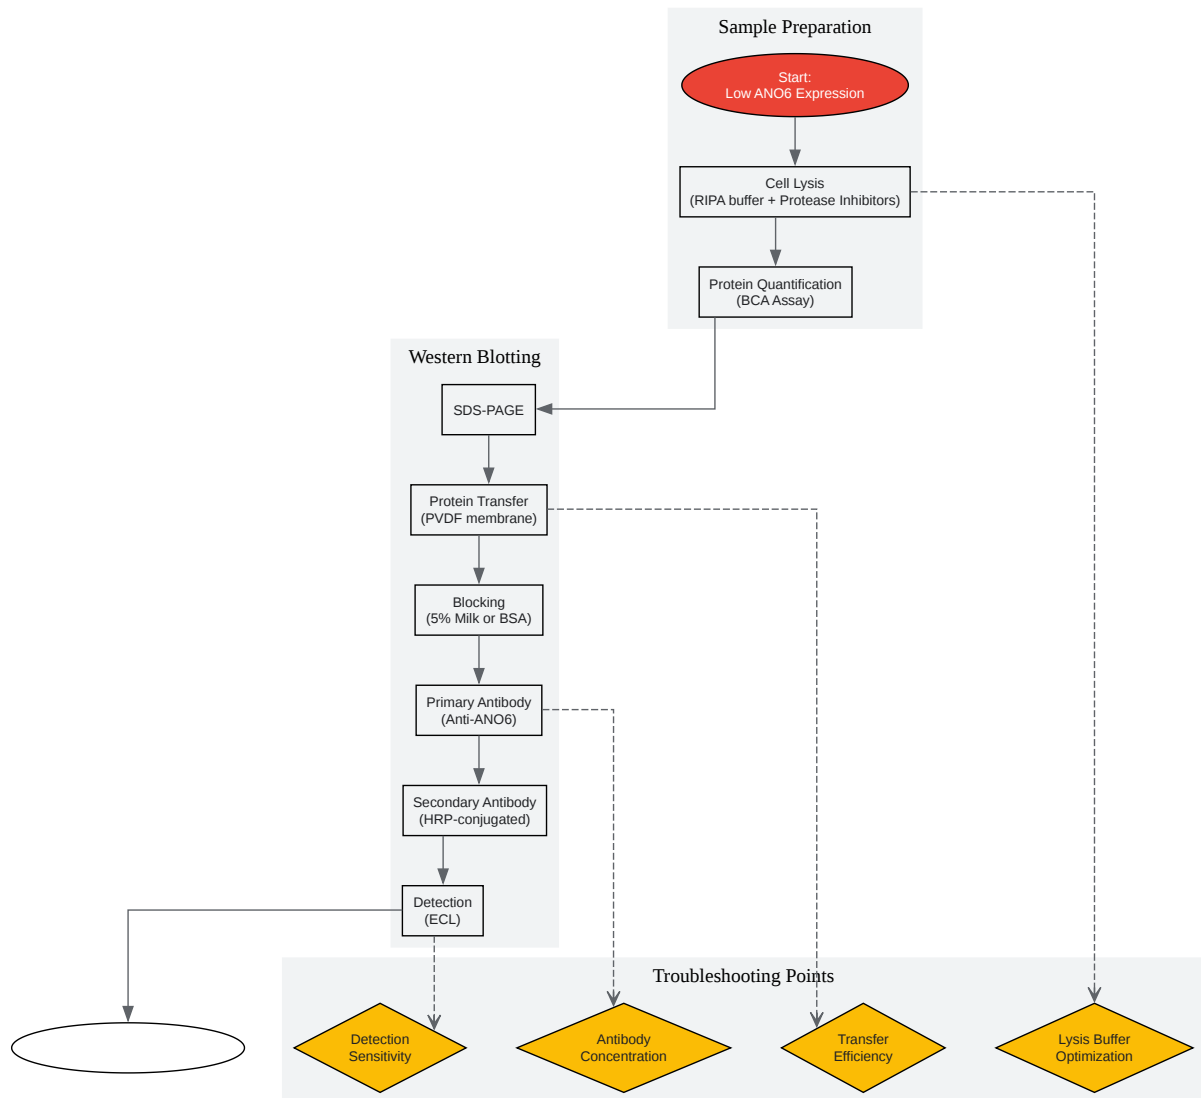 Sample Preparation
Start:
Low ANO6 Expression
Cell Lysis
(RIPA buffer + Protease Inhibitors)
Protein Quantification
(BCA Assay)
Western Blotting
SDS-PAGE
Protein Transfer
(PVDF membrane)
Blocking
(5% Milk or BSA)
Primary Antibody
(Anti-ANO6)
Secondary Antibody
(HRP-conjugated)
Detection
(ECL)
Troubleshooting Points
Detection
Sensitivity
Antibody
Concentration
Transfer
Efficiency
Lysis Buffer
Optimization